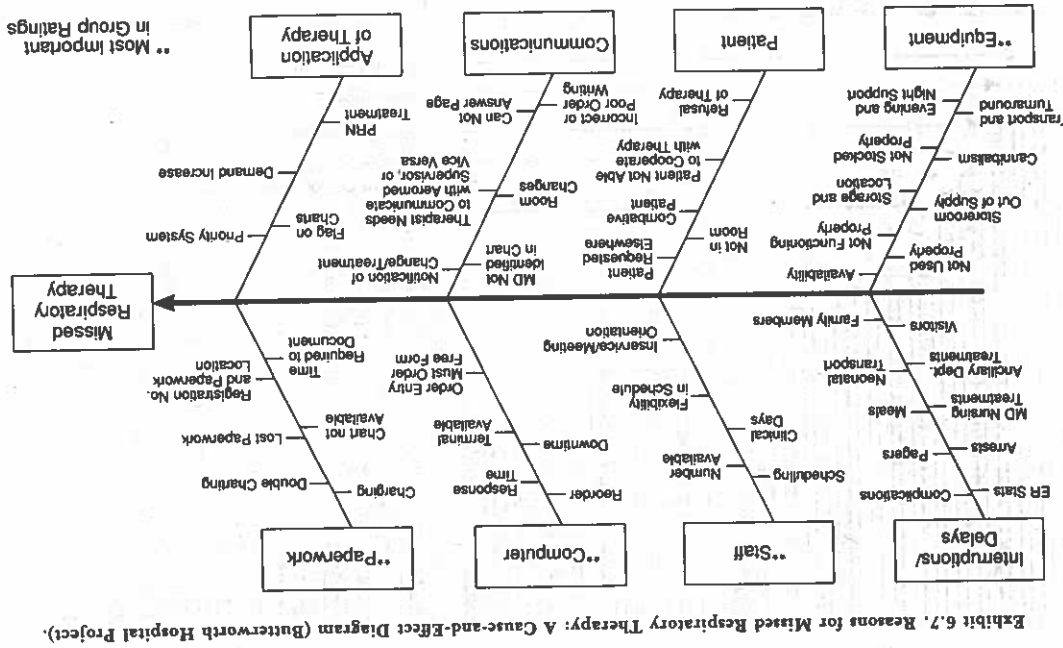 Exhibit 6.7. Reasons for Missed Respiratory Therapy: A Cause-and-Effect Diagram (Butterworth Hospital Project).
Interruptions/
Delays
ER Stats
Complications
Arrests
Pagers
MD Nursing
Treatments
Meals
Ancillary Dept.
Treatments
Neonatal
Transport
Visitors
Family Members
**Staff
Scheduling
Number
Available
Clinical
Days
Flexibility
in Schedule
Inservice/Meeting
Orientation
**Computer
Reorder
Response
Time
Downtime
Terminal
Available
Order Entry
Must Order
Free Form
**Paperwork
Charging
Double Charting
Chart not
Available
Lost Paperwork
Registration No.
and Paperwork
Location
Time
Required to
Document
Missed
Respiratory
Therapy
Availability
Not Used
Properly
Not Functioning
Properly
Storeroom
Out of Supply
Storage and
Location
Cannibalism
Not Stocked
Properly
Transport and
Turnaround
Evening and
Night Support
**Equipment
Patient
Requested
Elsewhere
Not in
Room
Combative
Patient
Patient Not Able
to Cooperate
with Therapy
Refusal
of Therapy
Patient
MD Not
Identified
in Chart
Notification of
Change/Treatment
Therapist Needs
to Communicate
with Aeromed
Supervisor, or
Vice Versa
Room
Changes
Can Not
Answer Page
Incorrect or
Poor Order
Writing
Communications
Flag on
Charts
Priority System
Demand Increase
PRN
Treatment
Application
of Therapy
** Most Important
in Group Ratings